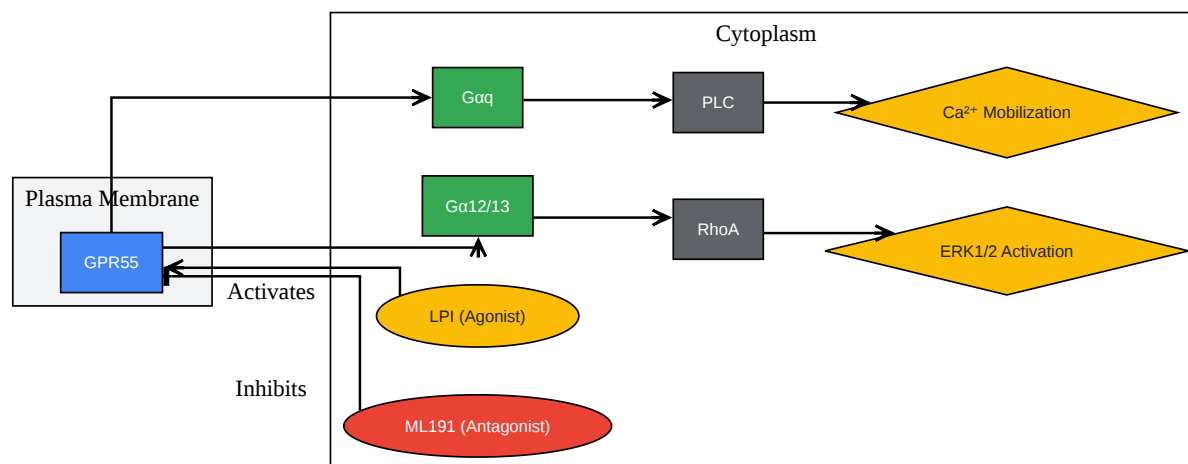 Cytoplasm
Gαq
PLC
Ca²⁺ Mobilization
Plasma Membrane
Gα12/13
RhoA
ERK1/2 Activation
GPR55
Activates
LPI (Agonist)
Inhibits
ML191 (Antagonist)